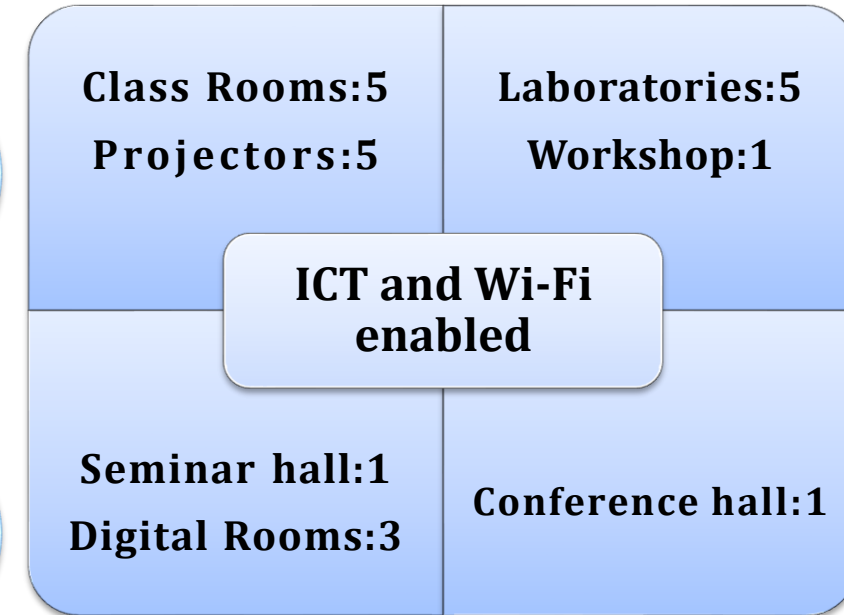 Class Rooms:5
Projectors:5
Laboratories:5
Workshop:1
ICT and Wi-Fi
enabled
Seminar hall:1
Digital Rooms:3
Conference hall:1